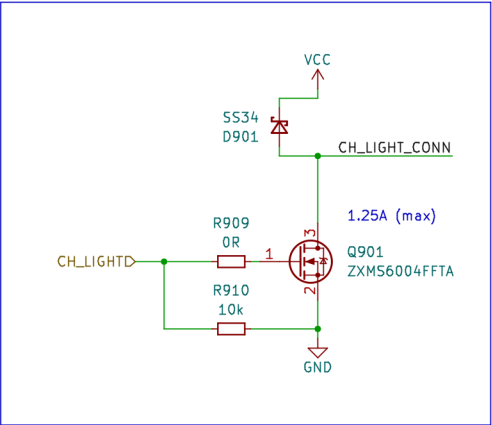 VCC
SS34
D901
CH_LIGHT_CONN
1.25A (max)
R909
0R
3
1
Q901
ZXMS6004FFTA
CH_LIGHT
R910
10k
2
GND